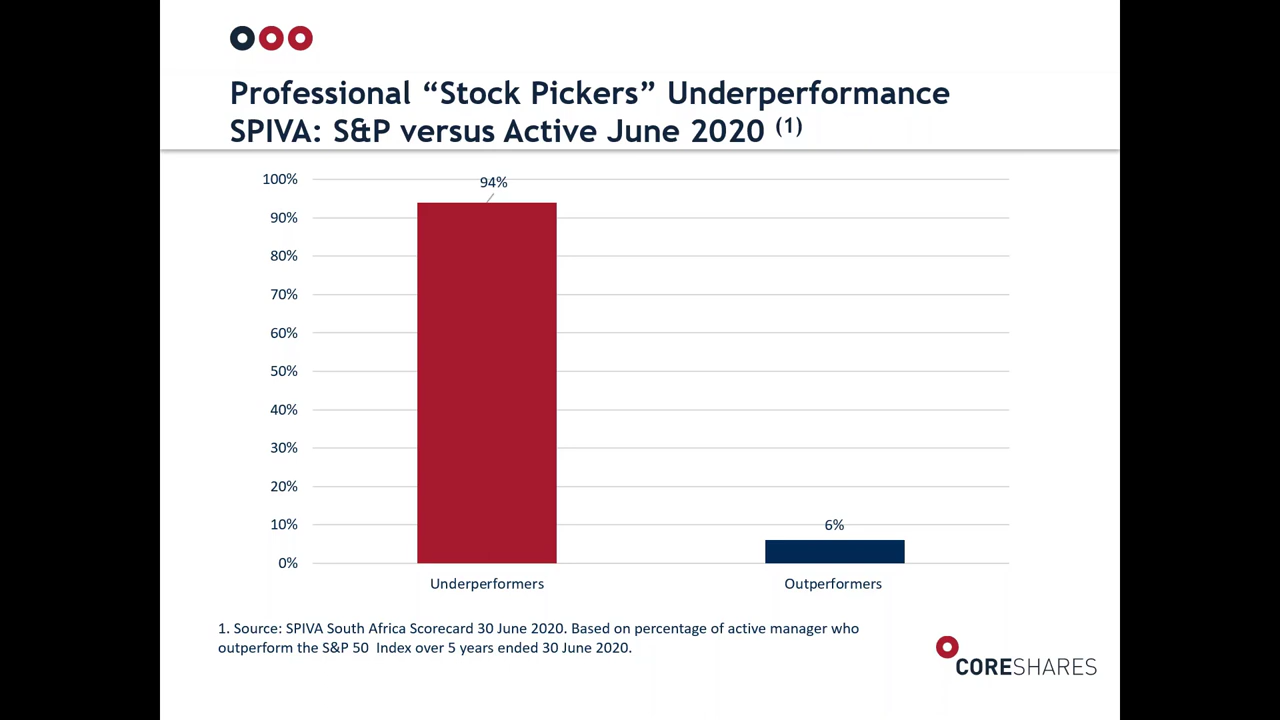 Professional “Stock Pickers” Underperformance
SPIVA: S&P versus Active June 2020 (1)
100%
90%
80%
70%
60%
50%
40%
30%
20%
10%
0%
94%
6%
Underperformers
Outperformers
1. Source: SPIVA South Africa Scorecard 30 June 2020. Based on percentage of active manager who
outperform the S&P 50  Index over 5 years ended 30 June 2020.
CORESHARES